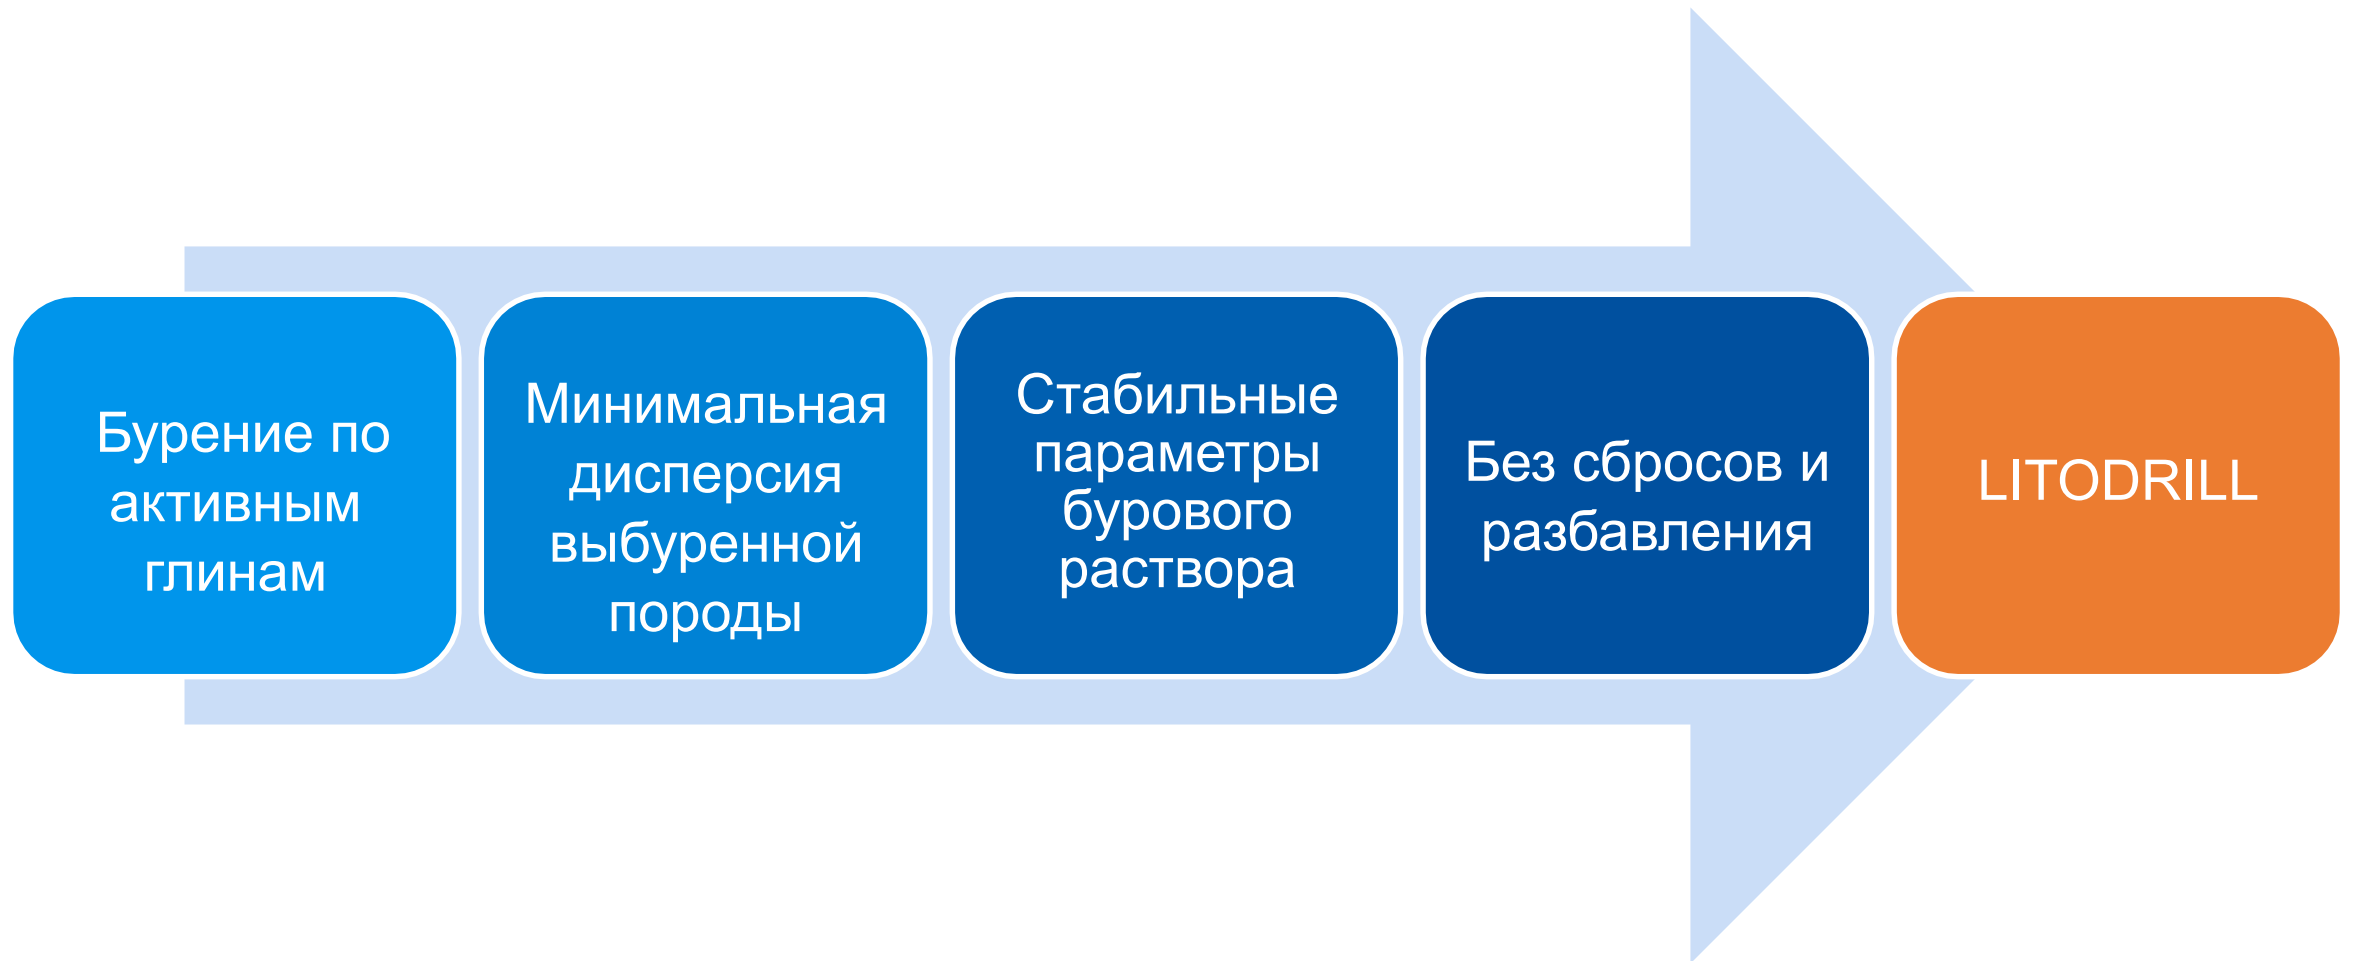 Бурение по
активным
глинам
Минимальная
дисперсия
выбуренной
породы
Стабильные
параметры
бурового
раствора
Без сбросов и
разбавления
LITODRILL